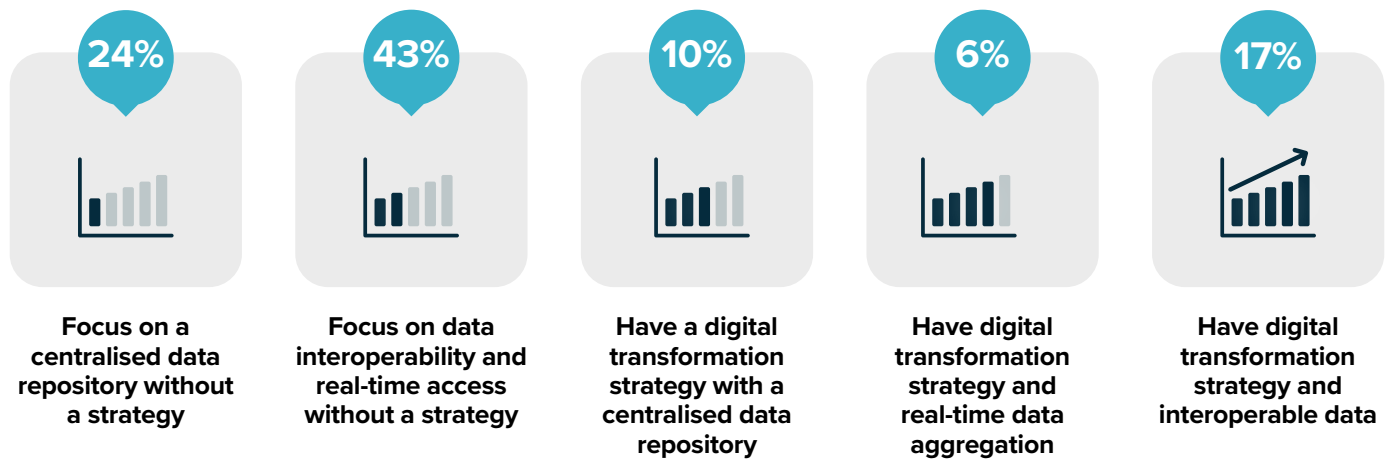 24%
Focus on a
centralised data
repository without
a strategy
43%
Focus on data
interoperability and
real-time access
without a strategy
10%
Have a digital
transformation
strategy with a
centralised data
repository
6%
Have digital
transformation
strategy and
real-time data
aggregation
17%
Have digital
transformation
strategy and
interoperable data